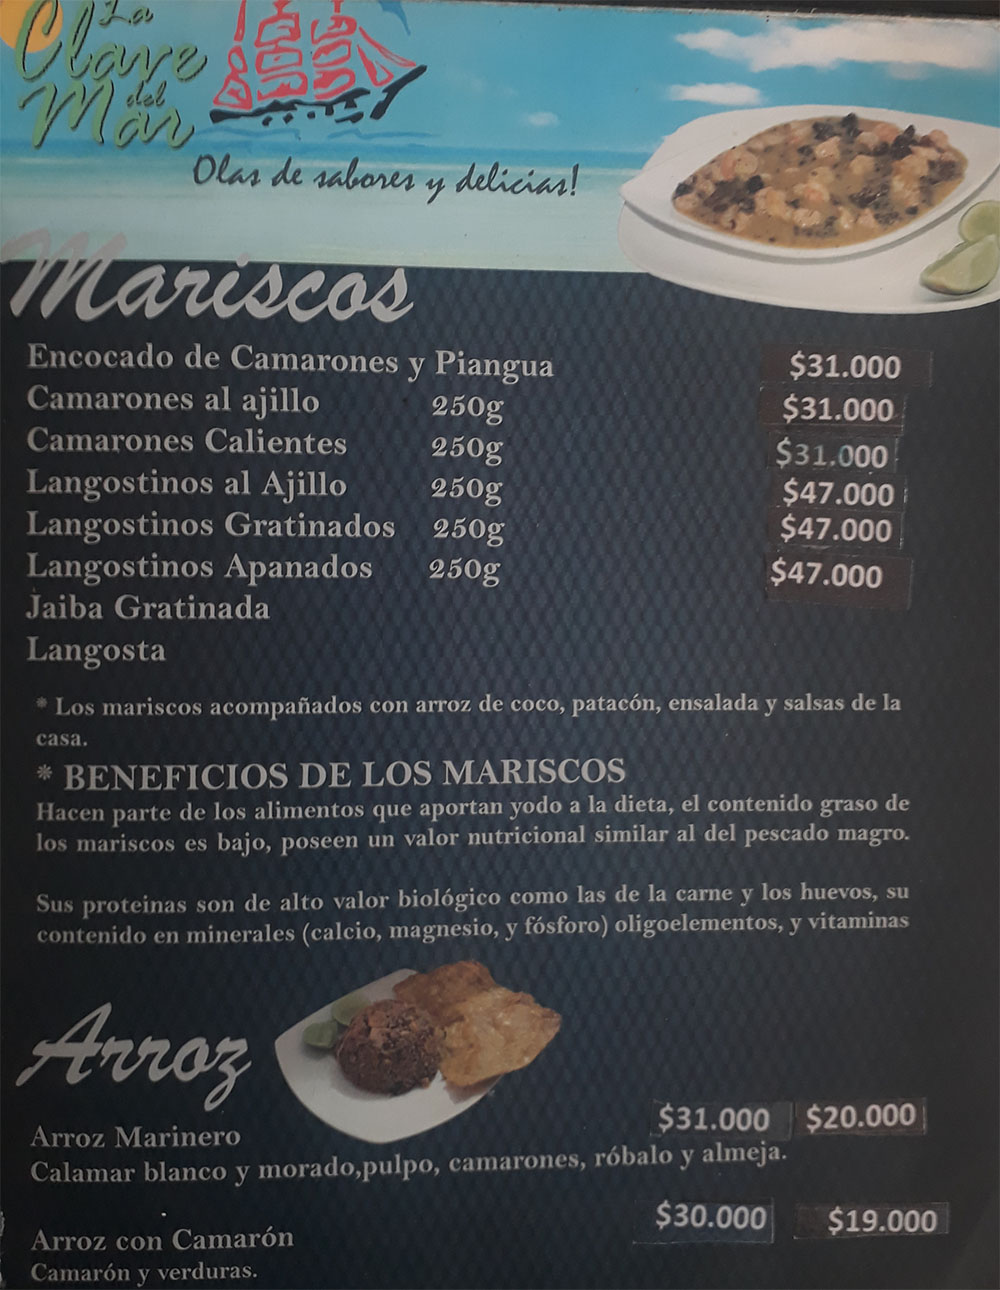 La
Clave
del
Mar
Olas de sabores y delicias!
Mariscos
Encocado de Camarones y Piangua $31.000
Camarones al ajillo 250g $31.000
Camarones Calientes 250g $31.000
Langostinos al Ajillo 250g $47.000
Langostinos Gratinados 250g $47.000
Langostinos Apanados 250g $47.000
Jaiba Gratinada
Langosta
* Los mariscos acompañados con arroz de coco, patacón, ensalada y salsas de la
casa.
* BENEFICIOS DE LOS MARISCOS
Hacen parte de los alimentos que aportan yodo a la dieta, el contenido graso de
los mariscos es bajo, poseen un valor nutricional similar al del pescado magro.
Sus proteinas son de alto valor biológico como las de la carne y los huevos, su
contenido en minerales (calcio, magnesio, y fósforo) oligoelementos, y vitaminas
Arroz
Arroz Marinero $31.000 $20.000
Calamar blanco y morado,pulpo, camarones, róbalo y almeja.
Arroz con Camarón $30.000 $19.000
Camarón y verduras.